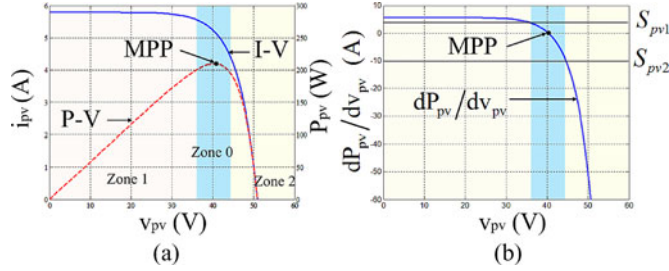 6
5
4
3
2
1
0
300
250
200
150
100
50
0
0
10
20
30
40
50
60
i_pv (A)
P_pv (W)
MPP
I-V
P-V
Zone 0
Zone 1
Zone 2
v_pv (V)
(a)
10
0
-10
-20
-30
-40
-50
-60
0
10
20
30
40
50
60
dP_pv/dv_pv (A)
S_pv1
MPP
S_pv2
dP_pv/dv_pv
v_pv (V)
(b)